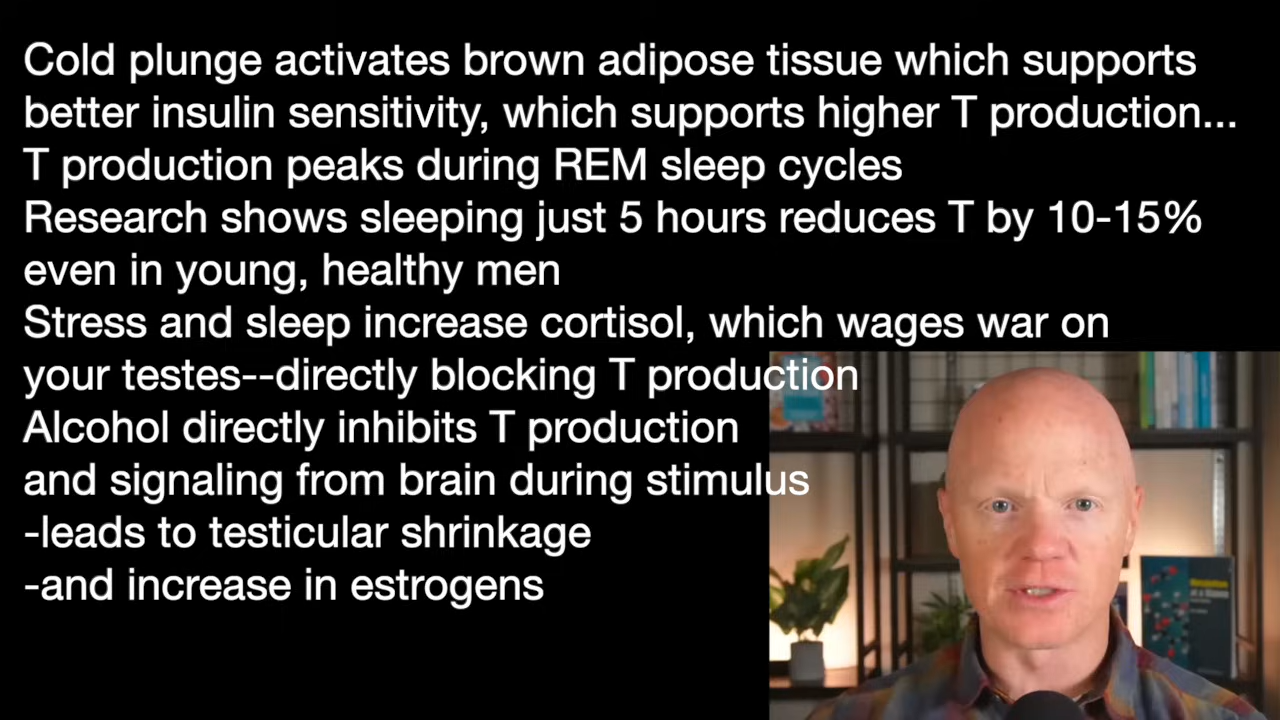 Cold plunge activates brown adipose tissue which supports
better insulin sensitivity, which supports higher T production...
T production peaks during REM sleep cycles
Research shows sleeping just 5 hours reduces T by 10-15%
even in young, healthy men
Stress and sleep increase cortisol, which wages war on
your testes--directly blocking T production
Alcohol directly inhibits T production
and signaling from brain during stimulus
-leads to testicular shrinkage
-and increase in estrogens